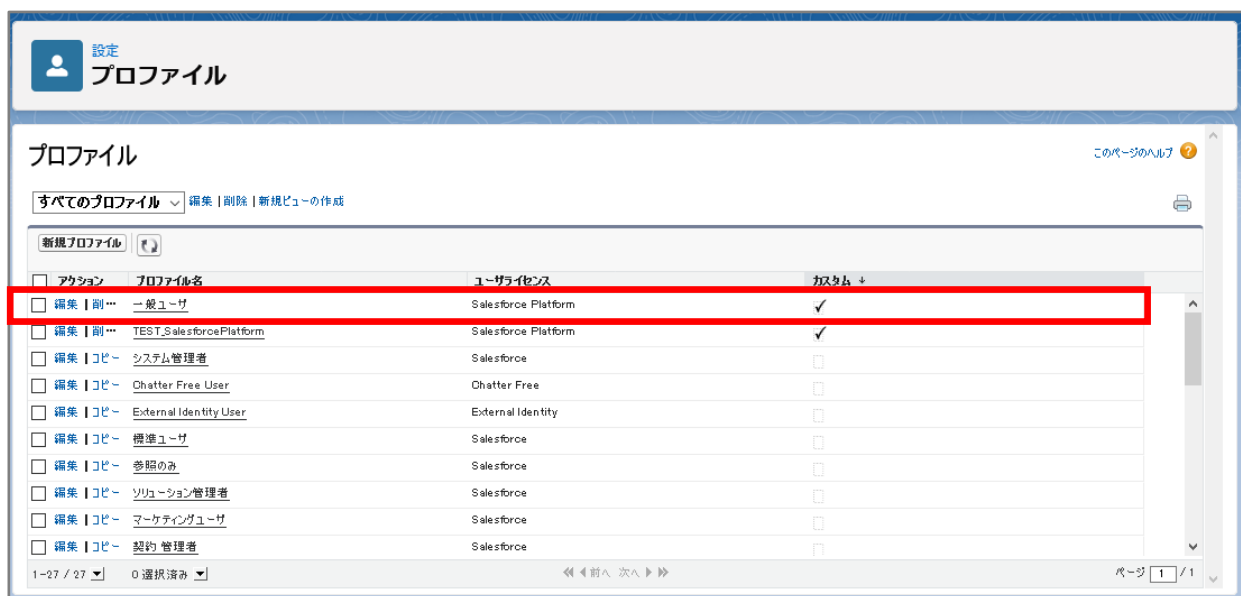 設定
プロファイル
プロファイル
このページのヘルプ ?
すべてのプロファイル 編集 | 削除 | 新規ビューの作成
新規プロファイル
アクション プロファイル名 ユーザライセンス カスタム ↓
編集 | 削… 一般ユーザ Salesforce Platform ✓
編集 | 削… TEST_SalesforcePlatform Salesforce Platform ✓
編集 | コピー システム管理者 Salesforce
編集 | コピー Chatter Free User Chatter Free
編集 | コピー External Identity User External Identity
編集 | コピー 標準ユーザ Salesforce
編集 | コピー 参照のみ Salesforce
編集 | コピー ソリューション管理者 Salesforce
編集 | コピー マーケティングユーザ Salesforce
編集 | コピー 契約 管理者 Salesforce
1-27 / 27 0 選択済み 前へ 次へ ページ 1 / 1